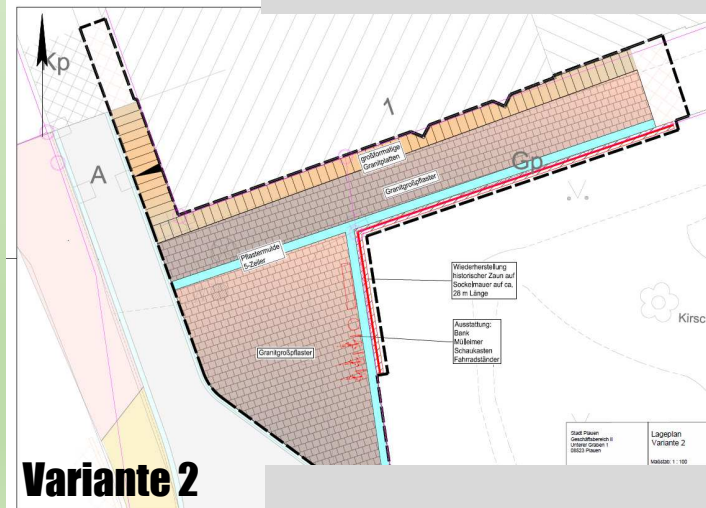 Kp
A
1
großformatige
Granitplatten
Granitgroßpflaster
Gp
Pflastermulde
5-Zeiler
Wiederherstellung
historischer Zaun auf
Sockelmauer auf ca.
28 m Länge
Kirsc
Ausstattung:
Bank
Mülleimer
Schaukasten
Fahrradständer
Granitgroßpflaster
Stadt Plauen
Geschäftsbereich II
Unterer Graben 1
08523 Plauen
Lageplan
Variante 2
Maßstab: 1 : 100
Variante 2